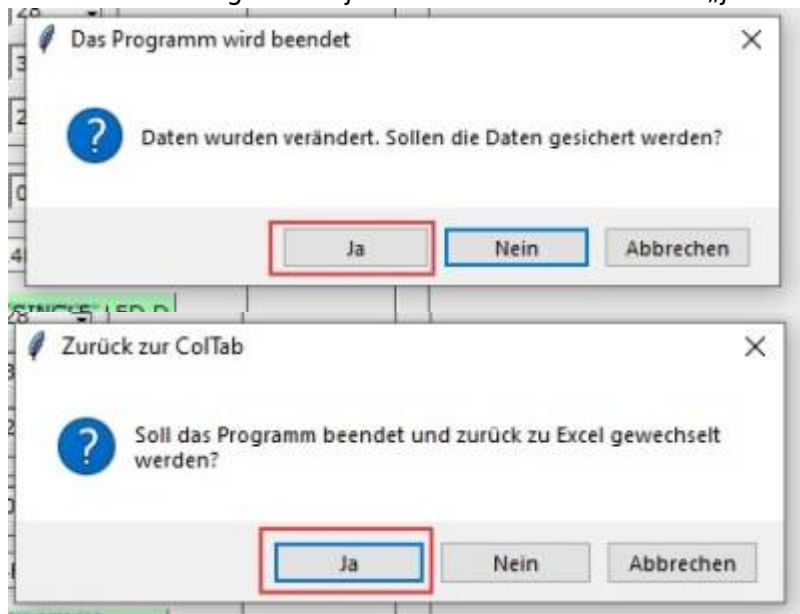 Das Programm wird beendet
Daten wurden verändert. Sollen die Daten gesichert werden?
Ja Nein Abbrechen
Zurück zur ColTab
Soll das Programm beendet und zurück zu Excel gewechselt
werden?
Ja Nein Abbrechen